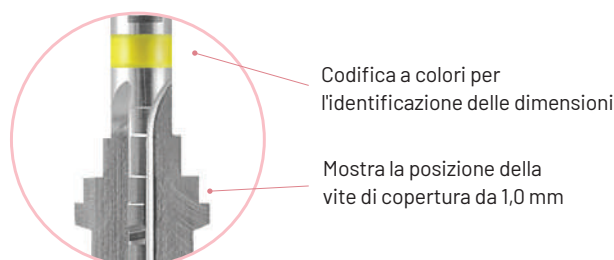 Codifica a colori per
l'identificazione delle dimensioni
Mostra la posizione della
vite di copertura da 1,0 mm